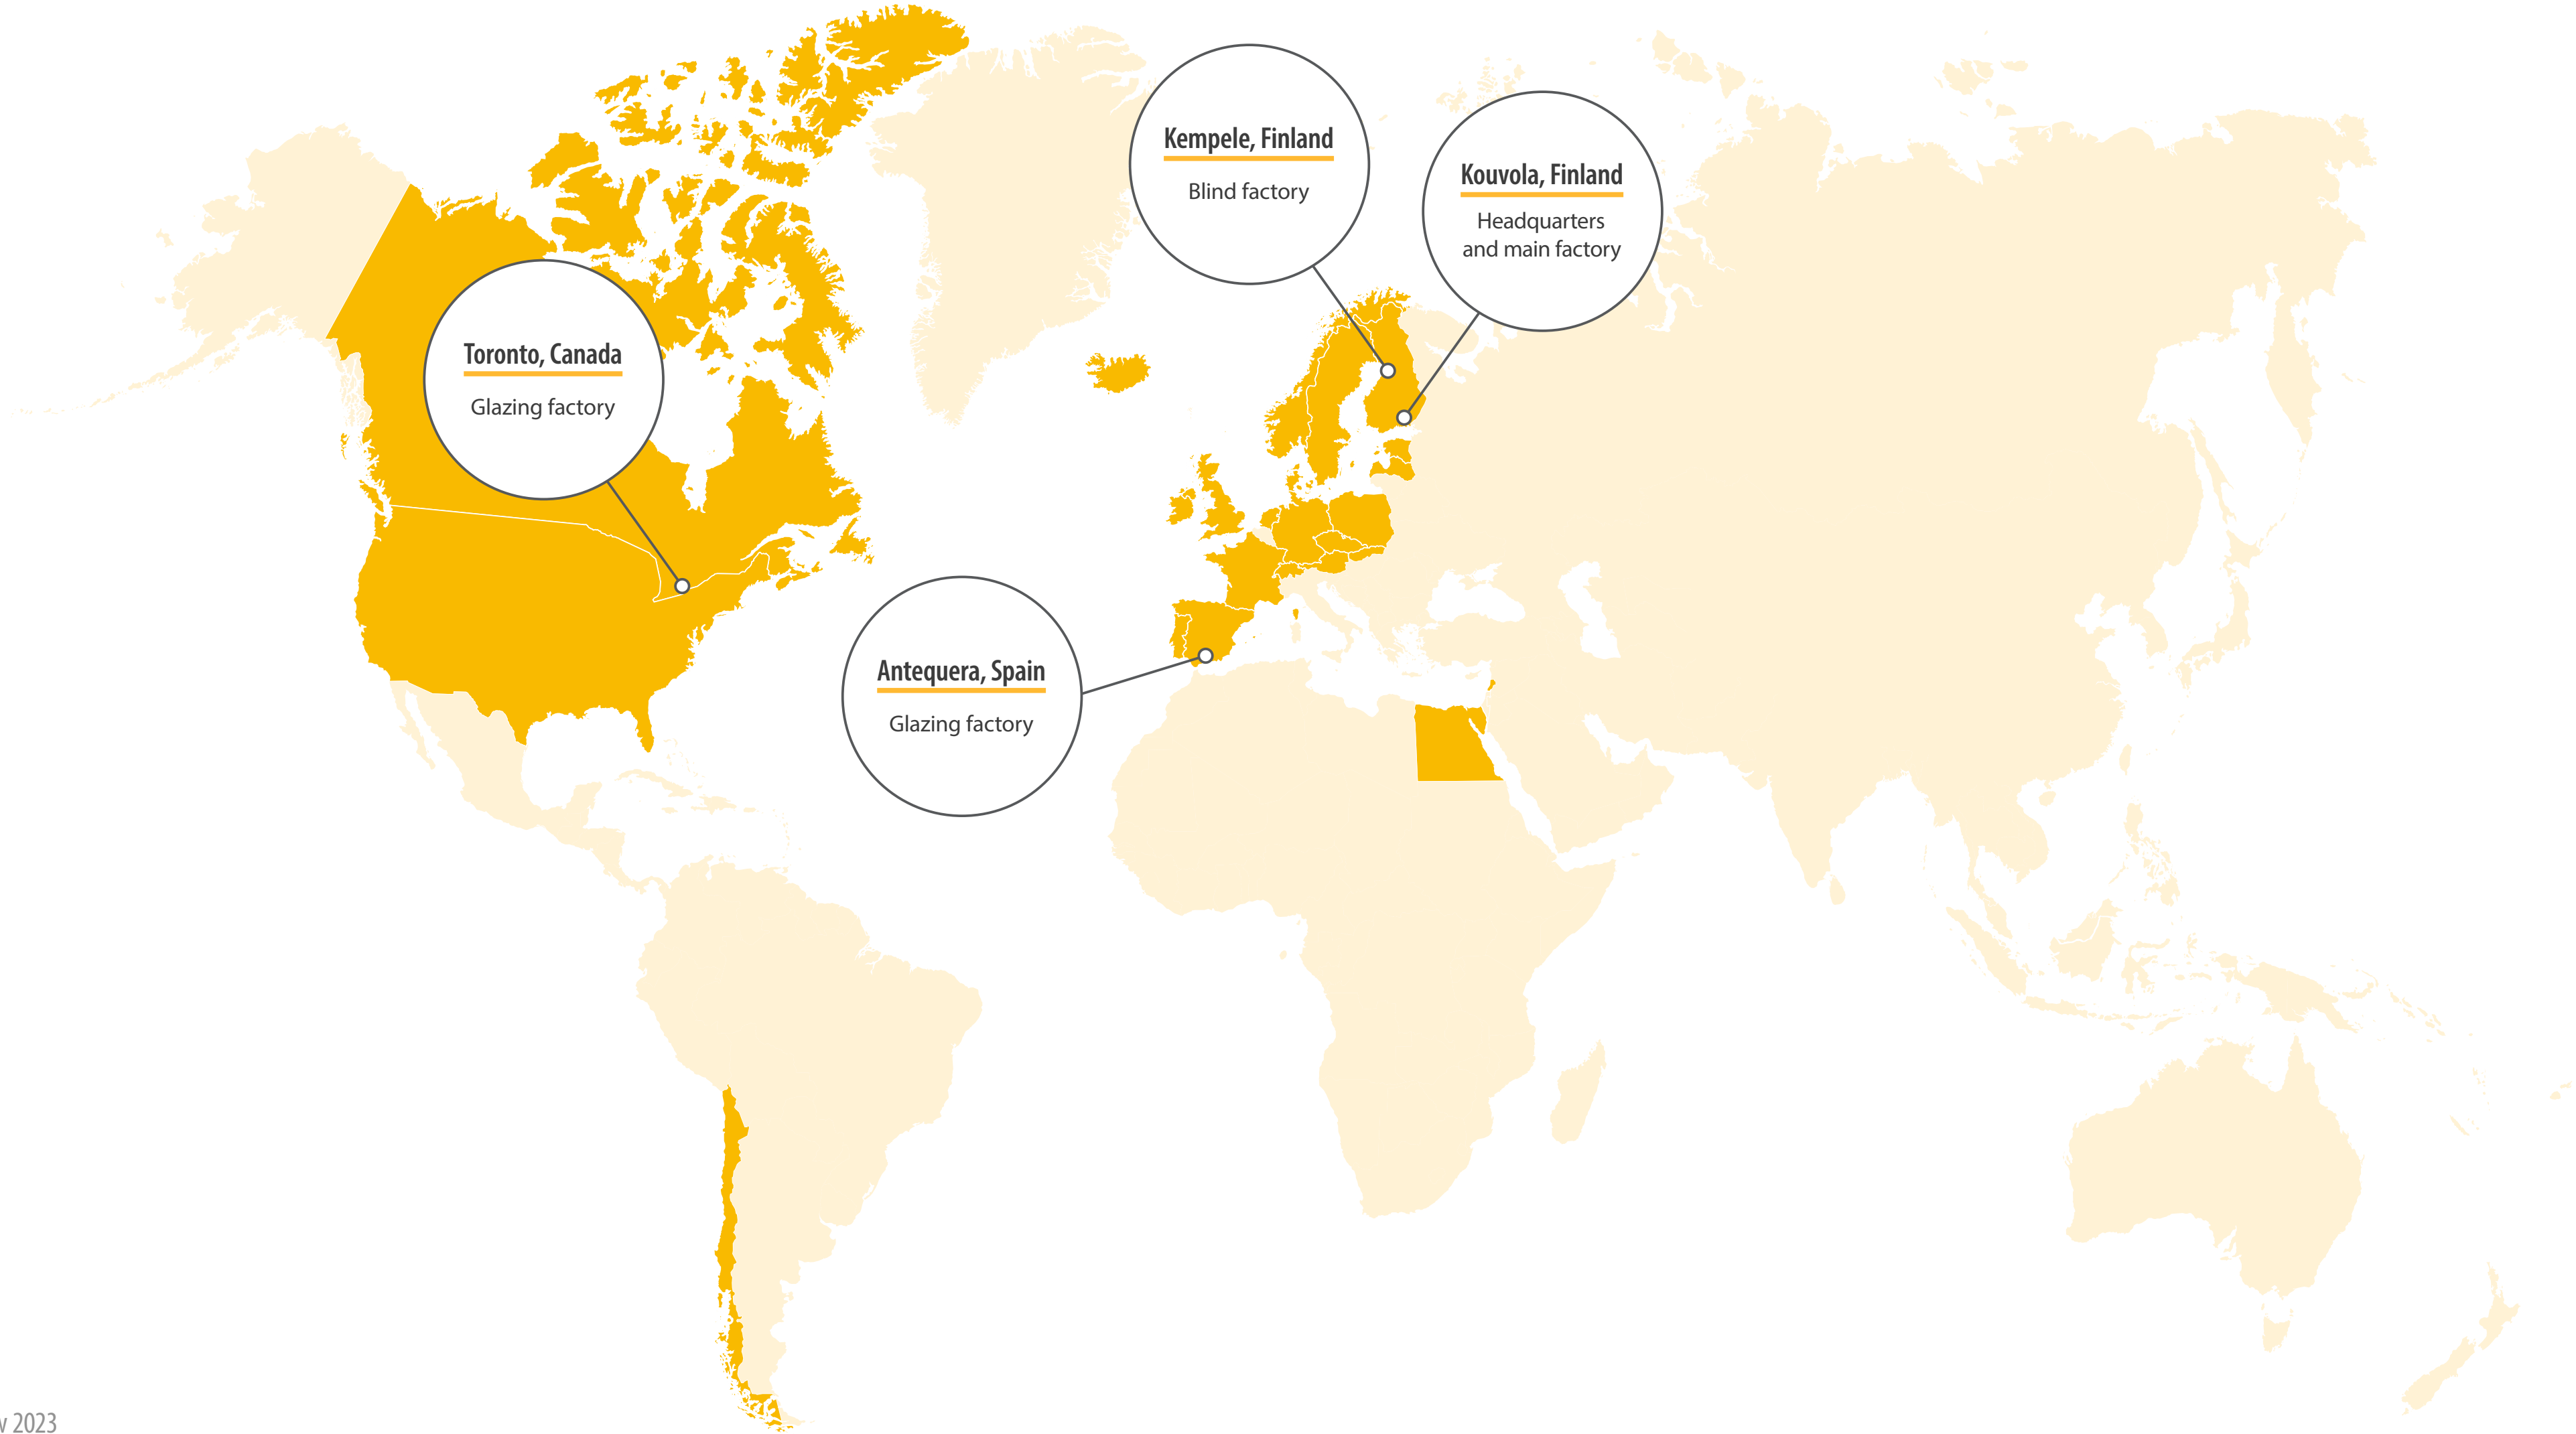 Kempele, Finland
Blind factory
Kouvola, Finland
Headquarters
and main factory
Toronto, Canada
Glazing factory
Antequera, Spain
Glazing factory
2023